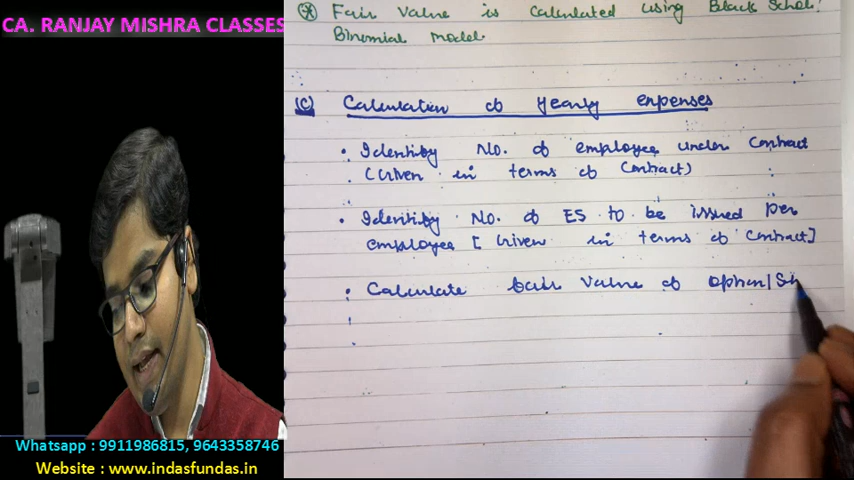 CA. RANJAY MISHRA CLASSES
Fair Value is Calculated using Black Schol
Binomial Model
(C) Calculation of Yearly expenses
• Identify No. of employee under Contract
(Given in terms of Contract)
• Identify No. of ES to be issued per
employee [Given in terms of Contract]
• Calculate fair value of option/Sh
Whatsapp : 9911986815, 9643358746
Website : www.indasfundas.in